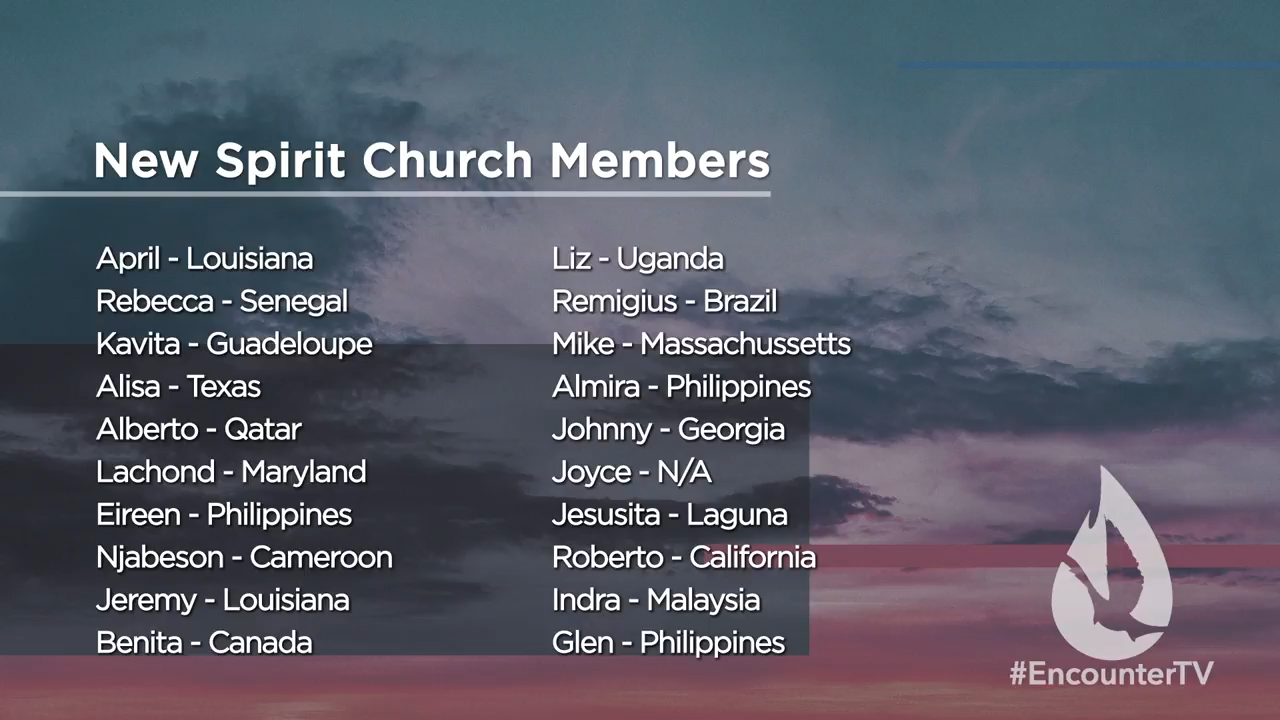 New Spirit Church Members
April - Louisiana
Rebecca - Senegal
Kavita - Guadeloupe
Alisa - Texas
Alberto - Qatar
Lachond - Maryland
Eireen - Philippines
Njabeson - Cameroon
Jeremy - Louisiana
Benita - Canada
Liz - Uganda
Remigius - Brazil
Mike - Massachussetts
Almira - Philippines
Johnny - Georgia
Joyce - N/A
Jesusita - Laguna
Roberto - California
Indra - Malaysia
Glen - Philippines
#EncounterTV